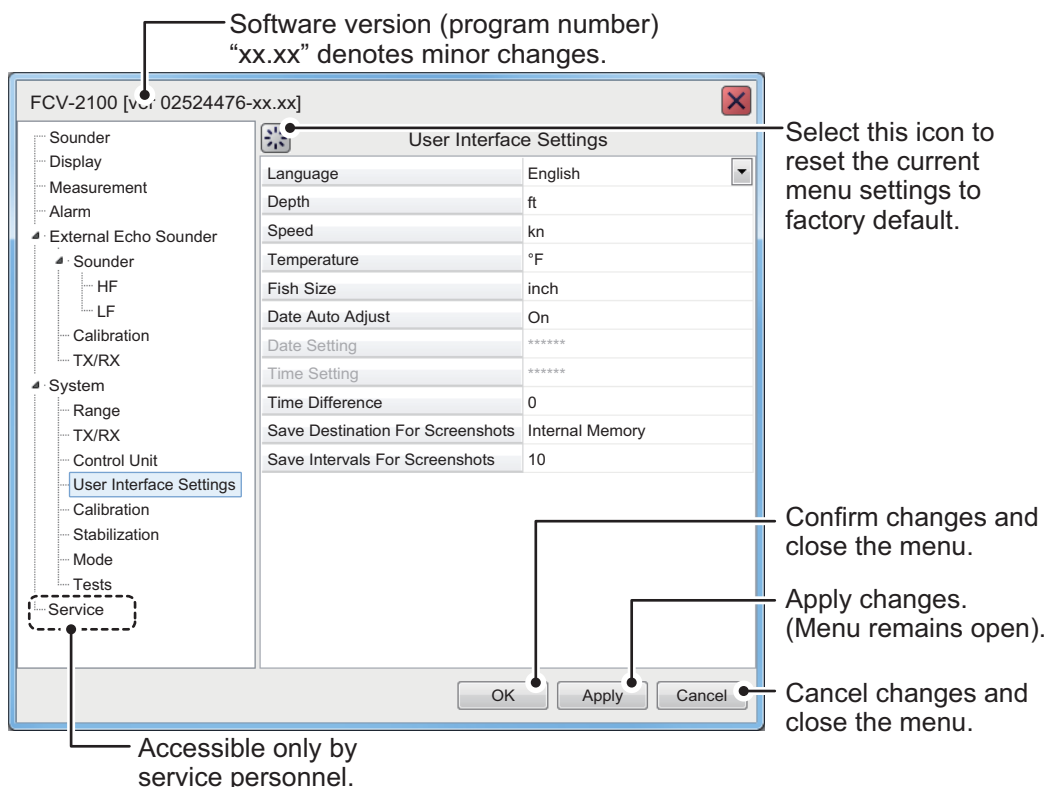 Software version (program number)
“xx.xx” denotes minor changes.
FCV-2100 [ver 02524476-xx.xx]
Sounder
Display
Measurement
Alarm
External Echo Sounder
Sounder
HF
LF
Calibration
TX/RX
System
Range
TX/RX
Control Unit
User Interface Settings
Calibration
Stabilization
Mode
Tests
Service
User Interface Settings
Language English
Depth ft
Speed kn
Temperature °F
Fish Size inch
Date Auto Adjust On
Date Setting ******
Time Setting ******
Time Difference 0
Save Destination For Screenshots Internal Memory
Save Intervals For Screenshots 10
OK Apply Cancel
Select this icon to
reset the current
menu settings to
factory default.
Confirm changes and
close the menu.
Apply changes.
(Menu remains open).
Cancel changes and
close the menu.
Accessible only by
service personnel.